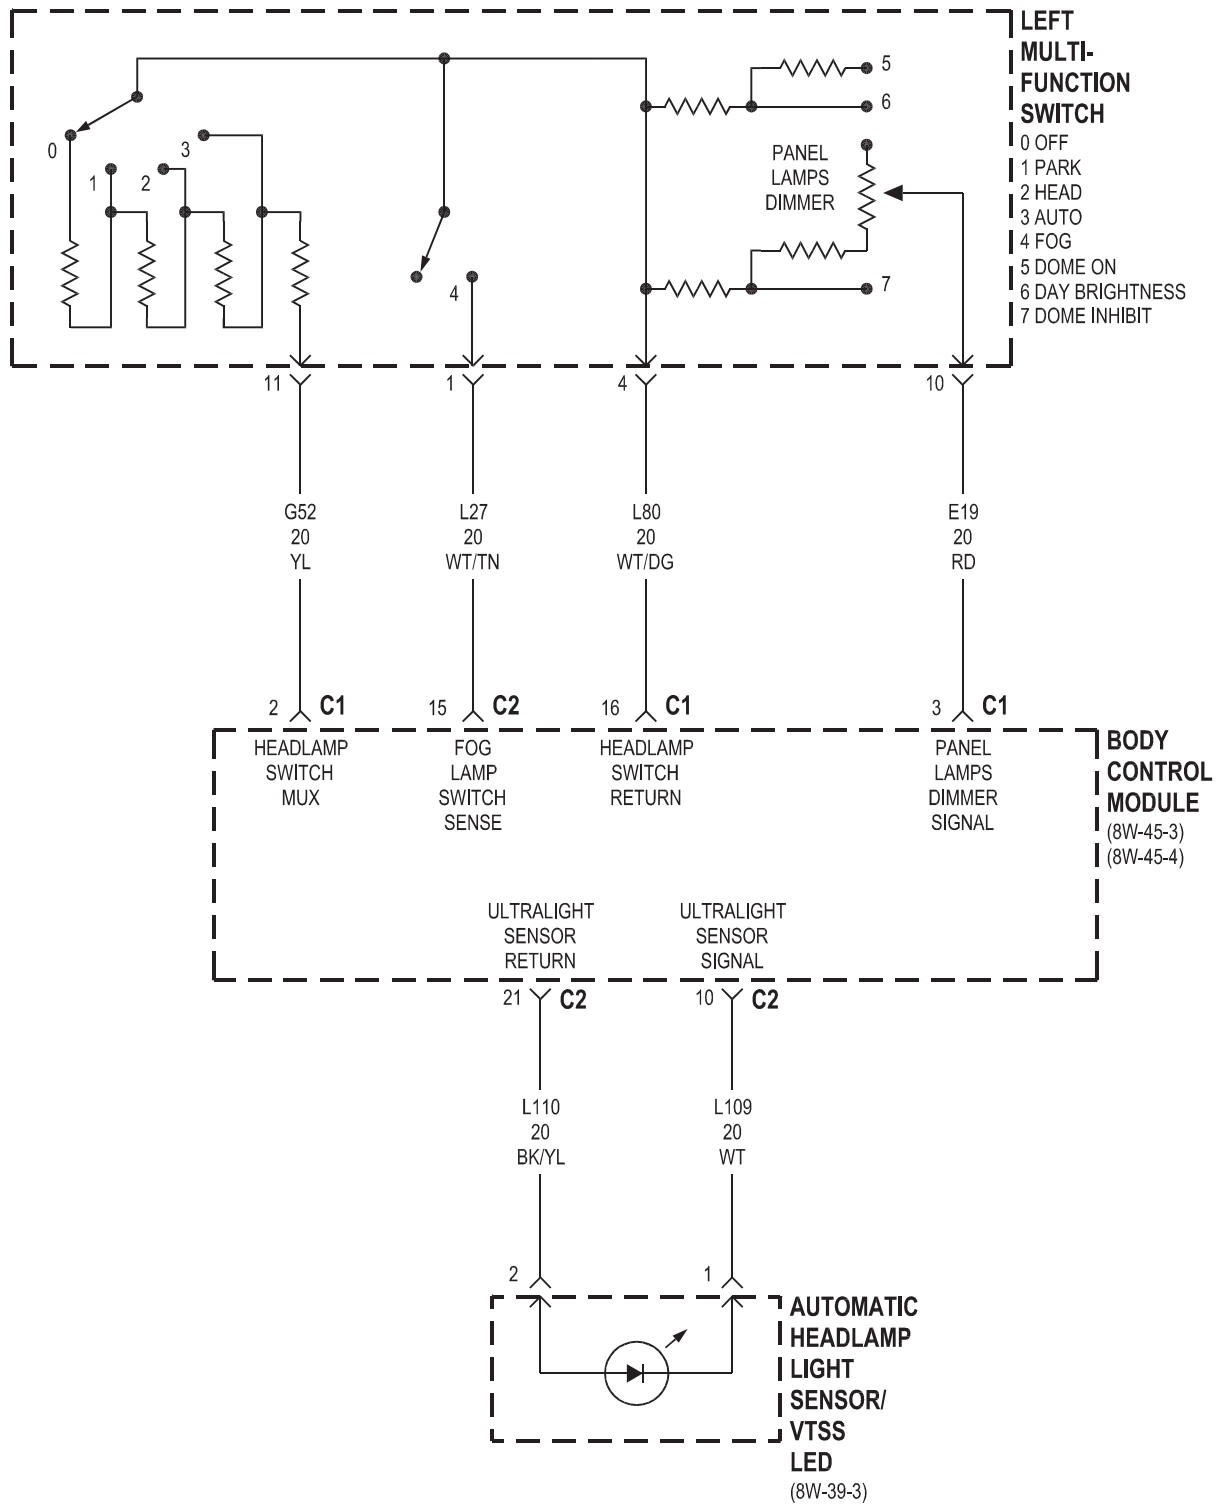 LEFT
MULTI-
FUNCTION
SWITCH
0 OFF
1 PARK
2 HEAD
3 AUTO
4 FOG
5 DOME ON
6 DAY BRIGHTNESS
7 DOME INHIBIT
5
6
0
3
1
2
PANEL
LAMPS
DIMMER
4
7
11
1
4
10
G52
20
YL
L27
20
WT/TN
L80
20
WT/DG
E19
20
RD
2 C1
15 C2
16 C1
3 C1
HEADLAMP
SWITCH
MUX
FOG
LAMP
SWITCH
SENSE
HEADLAMP
SWITCH
RETURN
PANEL
LAMPS
DIMMER
SIGNAL
BODY
CONTROL
MODULE
(8W-45-3)
(8W-45-4)
ULTRALIGHT
SENSOR
RETURN
ULTRALIGHT
SENSOR
SIGNAL
21 C2
10 C2
L110
20
BK/YL
L109
20
WT
2
1
AUTOMATIC
HEADLAMP
LIGHT
SENSOR/
VTSS
LED
(8W-39-3)